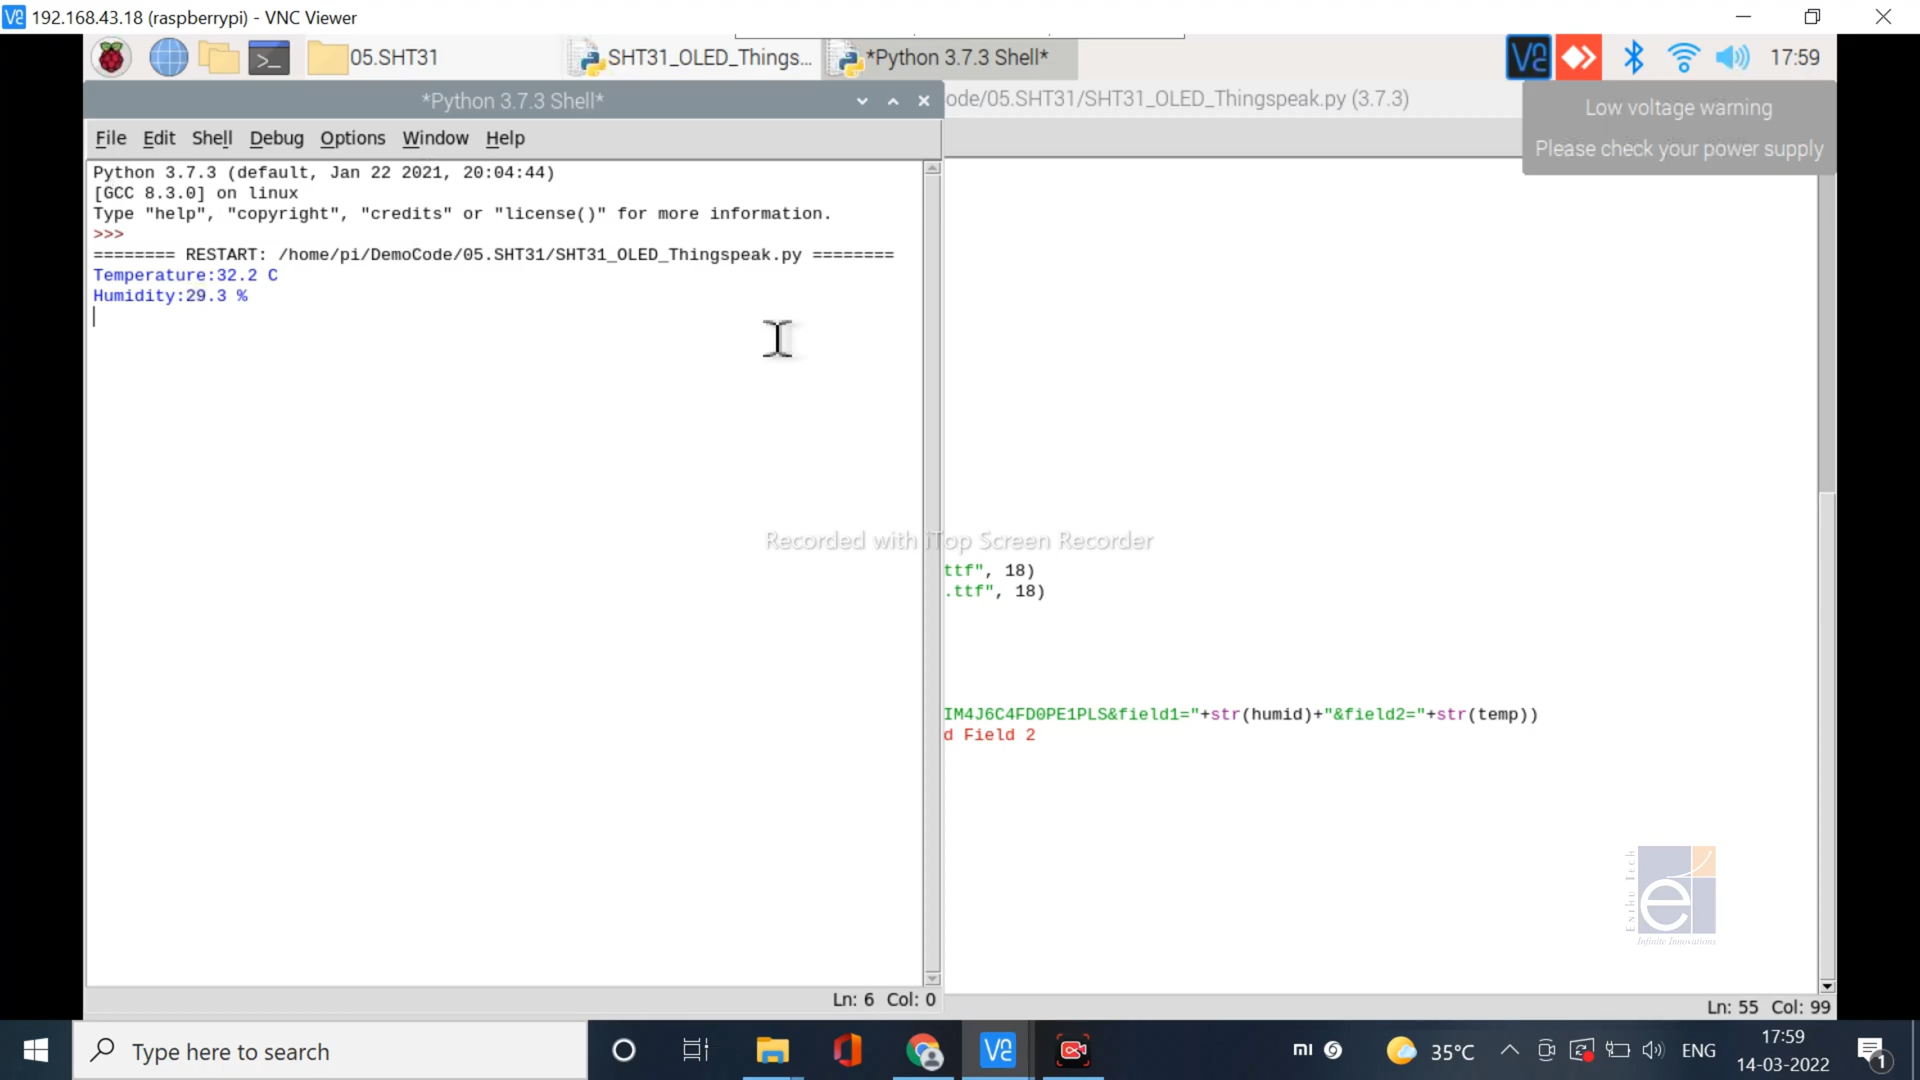 192.168.43.18 (raspberrypi) - VNC Viewer
05.SHT31
SHT31_OLED_Things...
*Python 3.7.3 Shell*
17:59
*Python 3.7.3 Shell*
ode/05.SHT31/SHT31_OLED_Thingspeak.py (3.7.3)
Low voltage warning
Please check your power supply
File Edit Shell Debug Options Window Help
Python 3.7.3 (default, Jan 22 2021, 20:04:44)
[GCC 8.3.0] on linux
Type "help", "copyright", "credits" or "license()" for more information.
>>>
======== RESTART: /home/pi/DemoCode/05.SHT31/SHT31_OLED_Thingspeak.py ========
Temperature:32.2 C
Humidity:29.3 %
Recorded with iTop Screen Recorder
ttf", 18)
.ttf", 18)
IM4J6C4FD0PE1PLS&field1="+str(humid)+"&field2="+str(temp))
d Field 2
Enthu Tech
Infinite Innovations
Ln: 6 Col: 0
Ln: 55 Col: 99
Type here to search
35°C
ENG
17:59
14-03-2022
1